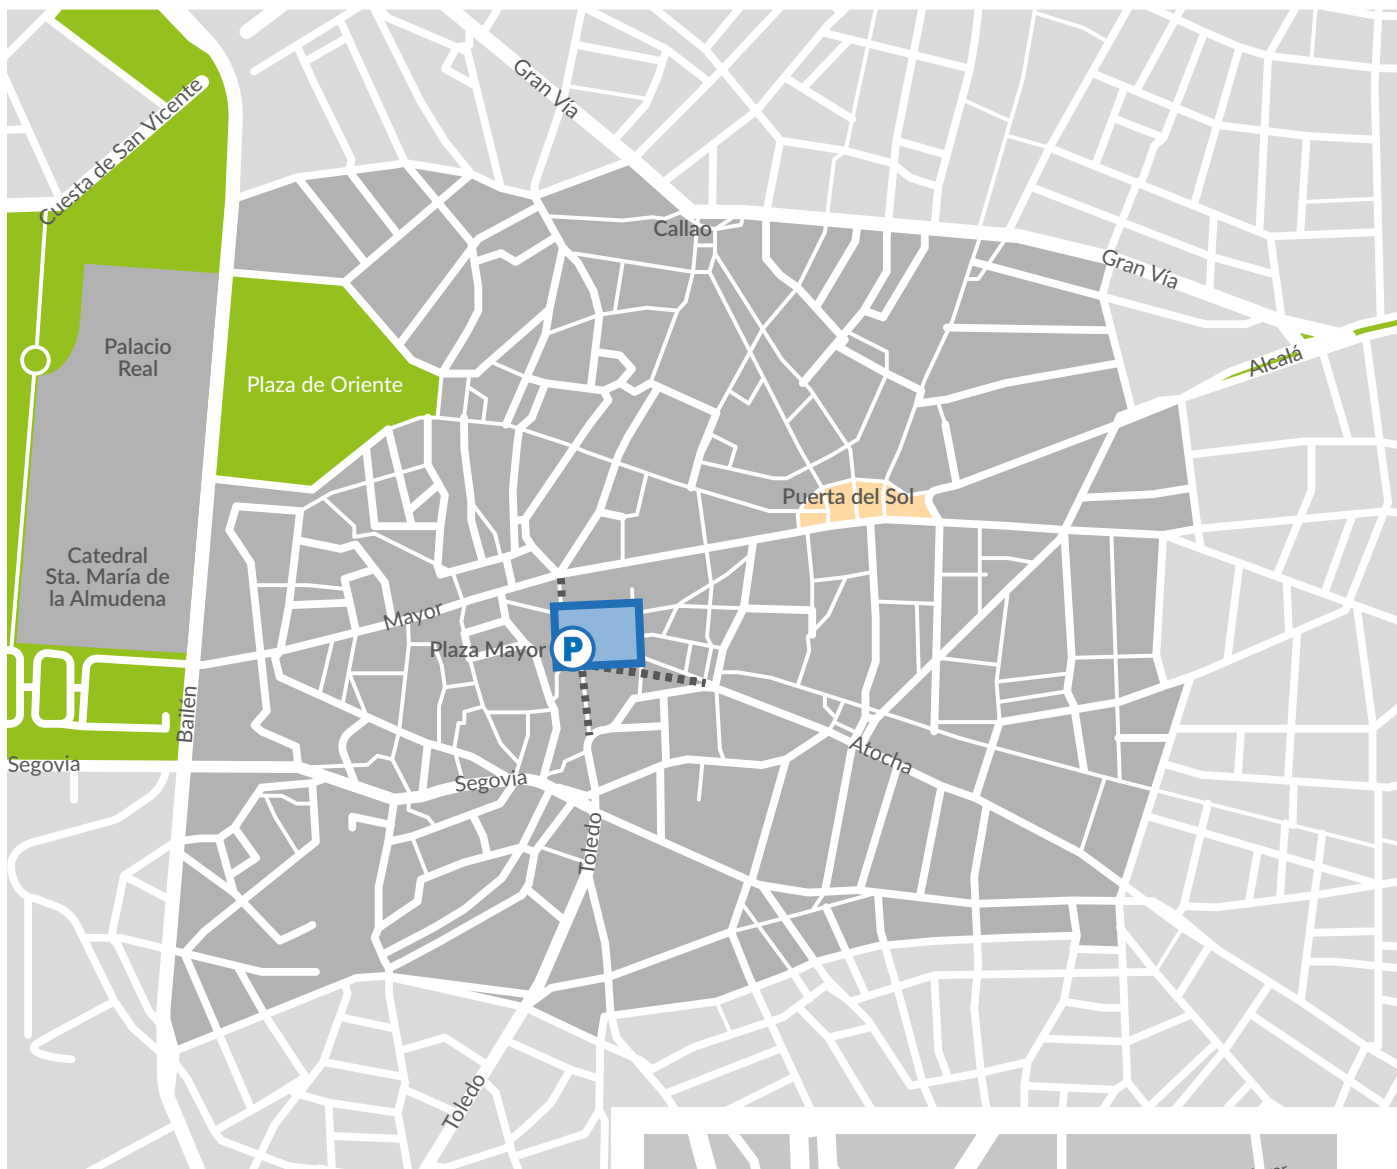 Gran Vía
Cuesta de San Vicente
Callao
Gran Vía
Palacio
Real
Alcalá
Plaza de Oriente
Puerta del Sol
Catedral
Sta. María de
la Almudena
Mayor
Plaza Mayor
P
Bailén
Segovia
Atocha
Segovia
Toledo
Toledo